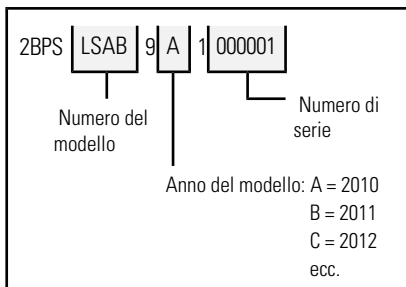 2BPS LSAB 9 A 1 000001
Numero del
modello
Numero di
serie
Anno del modello: A = 2010
B = 2011
C = 2012
ecc.